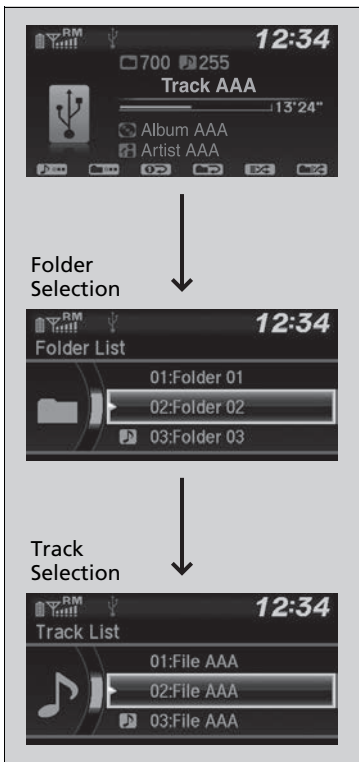 RM
12:34
700 255
Track AAA
13'24"
Album AAA
Artist AAA
Folder
Selection
RM
12:34
Folder List
01:Folder 01
02:Folder 02
03:Folder 03
Track
Selection
RM
12:34
Track List
01:File AAA
02:File AAA
03:File AAA